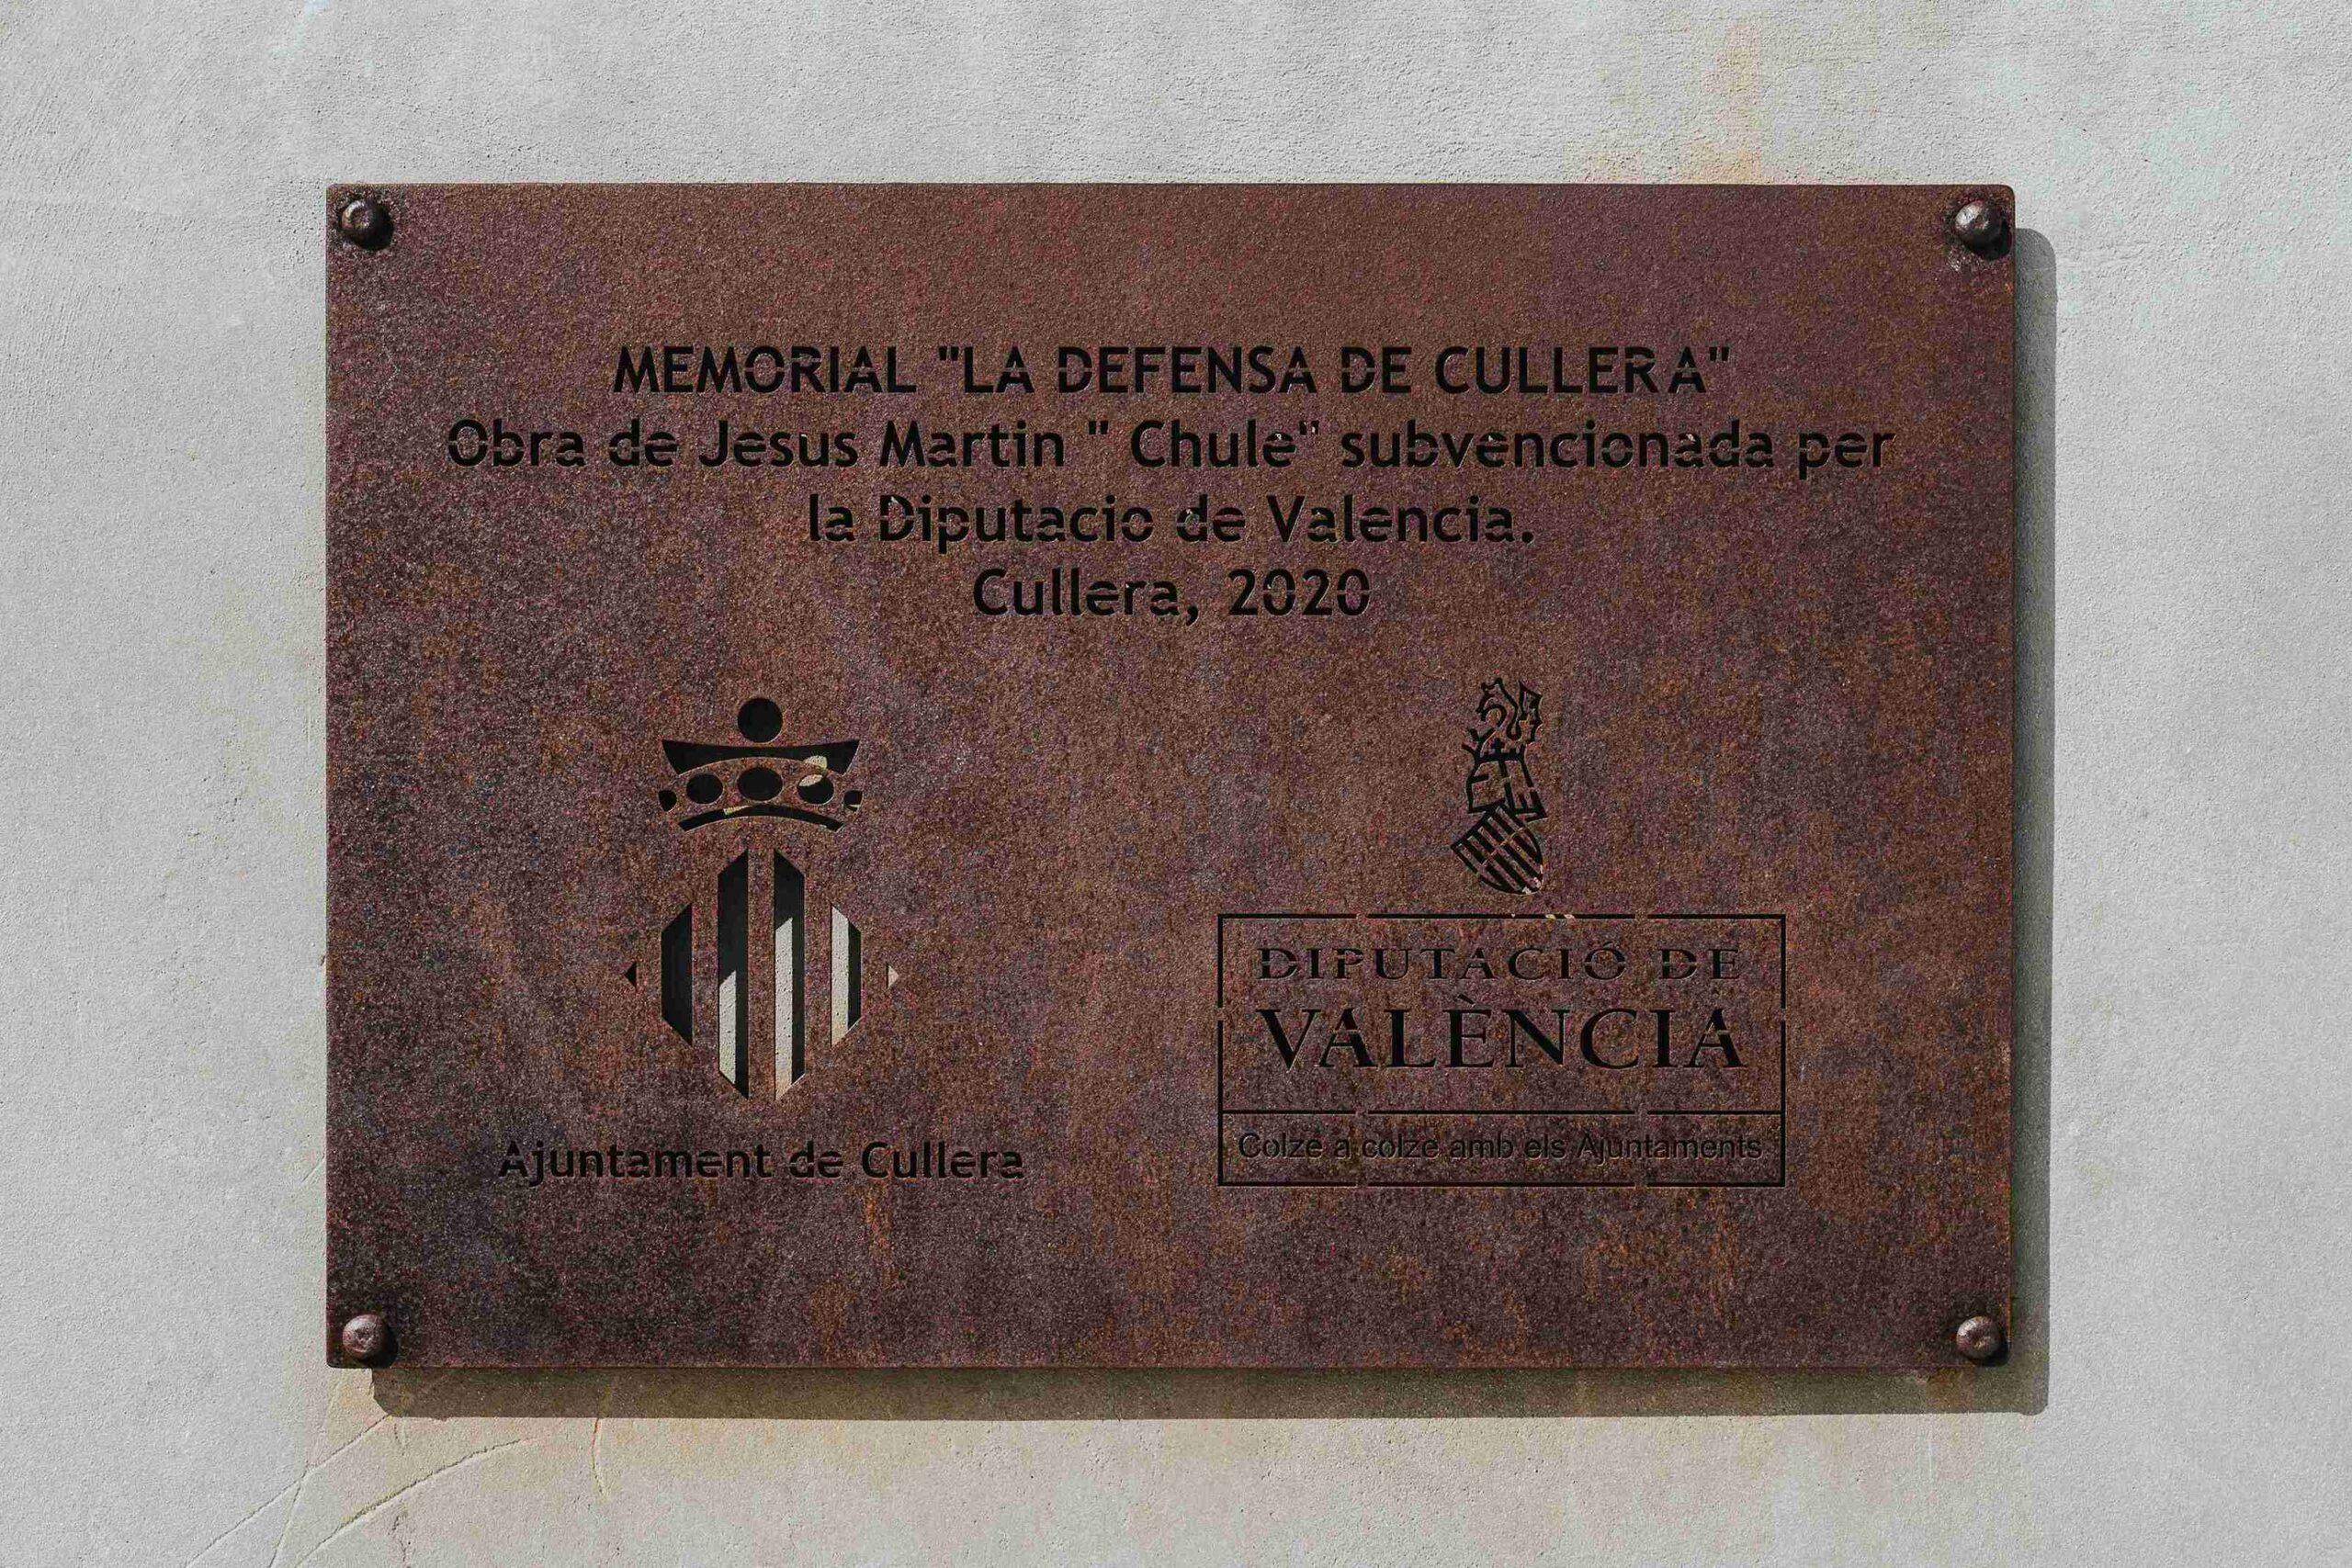 MEMORIAL "LA DEFENSA DE CULLERA"
Obra de Jesus Martin " Chule" subvencionada per
la Diputacio de Valencia.
Cullera, 2020
Ajuntament de Cullera
DIPUTACIÓ DE
VALÈNCIA
Colze a colze amb els Ajuntaments